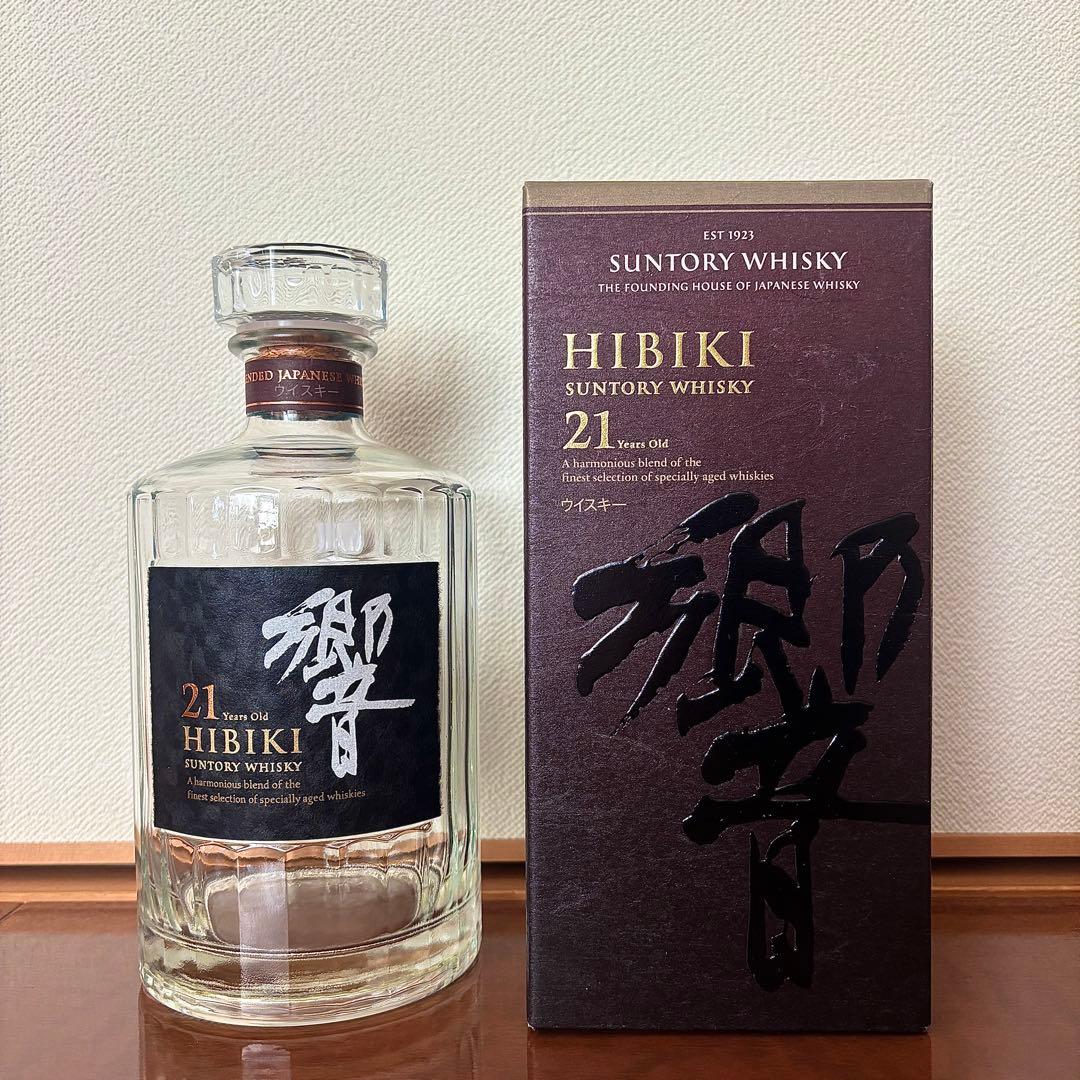 ENDED JAPANESE WHI
ウイスキー
響
21 Years Old
HIBIKI
SUNTORY WHISKY
A harmonious blend of the
finest selection of specially aged whiskies
EST 1923
SUNTORY WHISKY
THE FOUNDING HOUSE OF JAPANESE WHISKY
HIBIKI
SUNTORY WHISKY
21 Years Old
A harmonious blend of the
finest selection of specially aged whiskies
ウイスキー
響